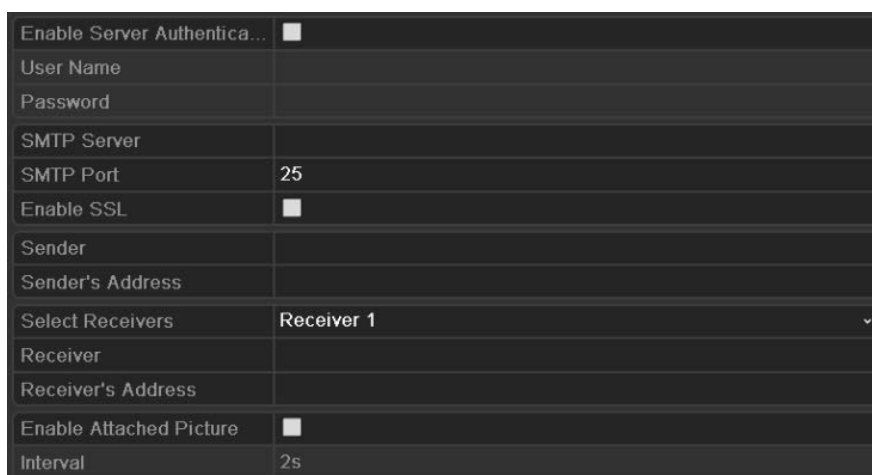 Enable Server Authentica...
User Name
Password
SMTP Server
SMTP Port 25
Enable SSL
Sender
Sender's Address
Select Receivers Receiver 1
Receiver
Receiver's Address
Enable Attached Picture
Interval 2s